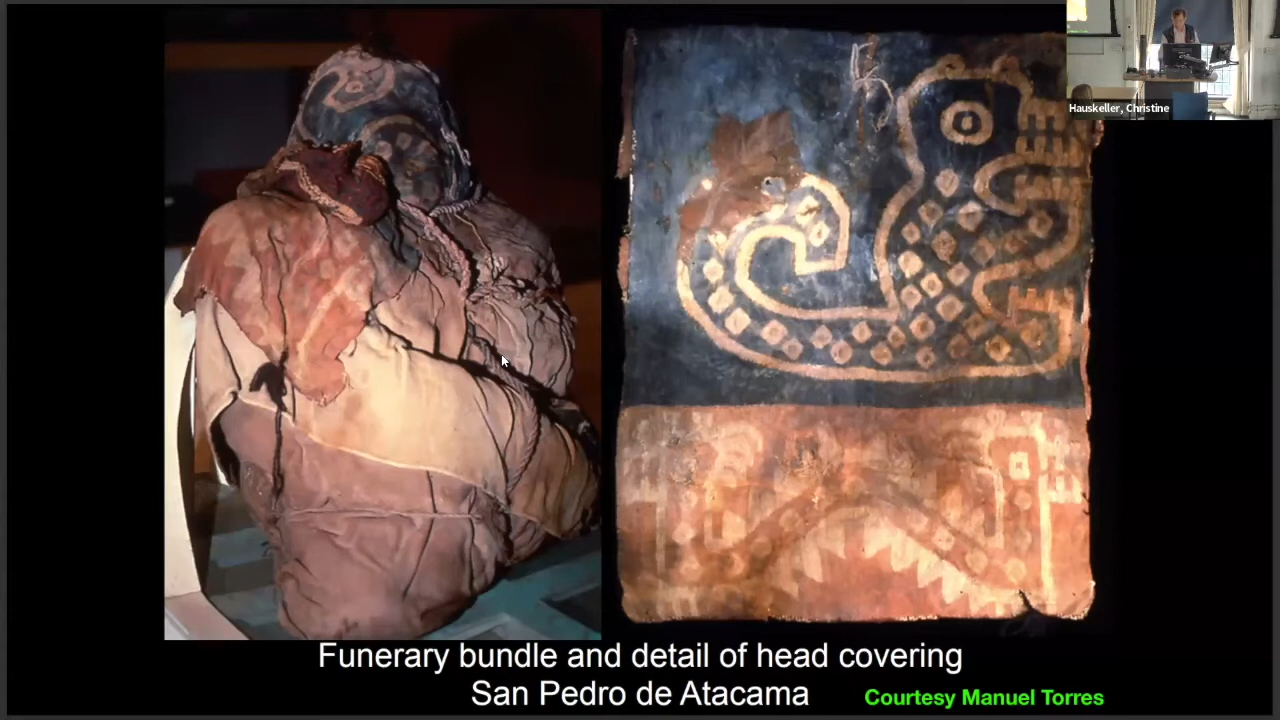 Hauskeller, Christine
Funerary bundle and detail of head covering
San Pedro de Atacama
Courtesy Manuel Torres